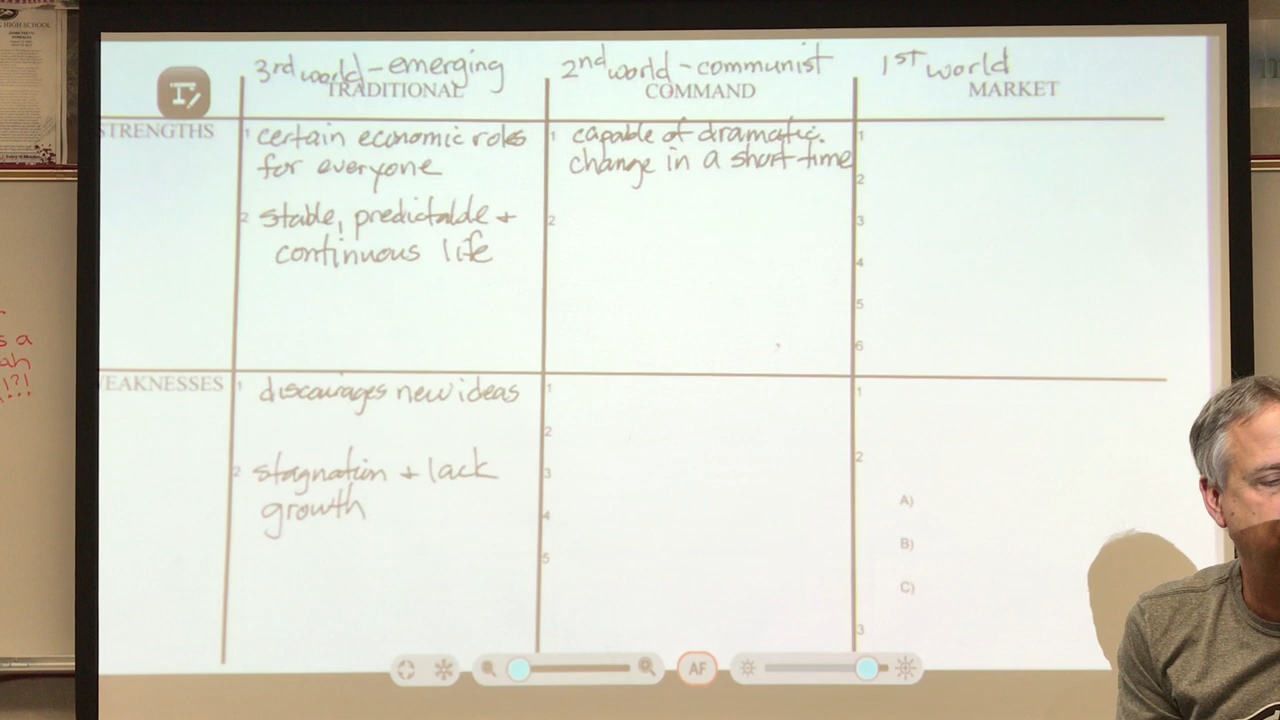 HIGH SCHOOL
3rd world - emerging
2nd world - communist
1st world
TRADITIONAL
COMMAND
MARKET
STRENGTHS
1 certain economic roles
for everyone
2 stable, predictable +
continuous life
1 capable of dramatic
change in a short time
2
1
2
3
4
5
6
WEAKNESSES
1 discourages new ideas
2 stagnation + lack
growth
1
2
3
4
5
1
2
A)
B)
C)
3
AF
s a
!?!